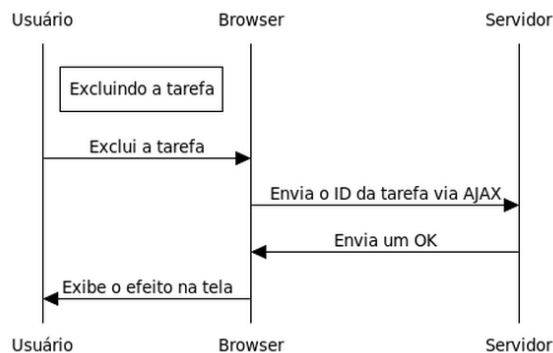 Usuário Browser Servidor
Excluindo a tarefa
Exclui a tarefa
Envia o ID da tarefa via AJAX
Envia um OK
Exibe o efeito na tela
Usuário Browser Servidor